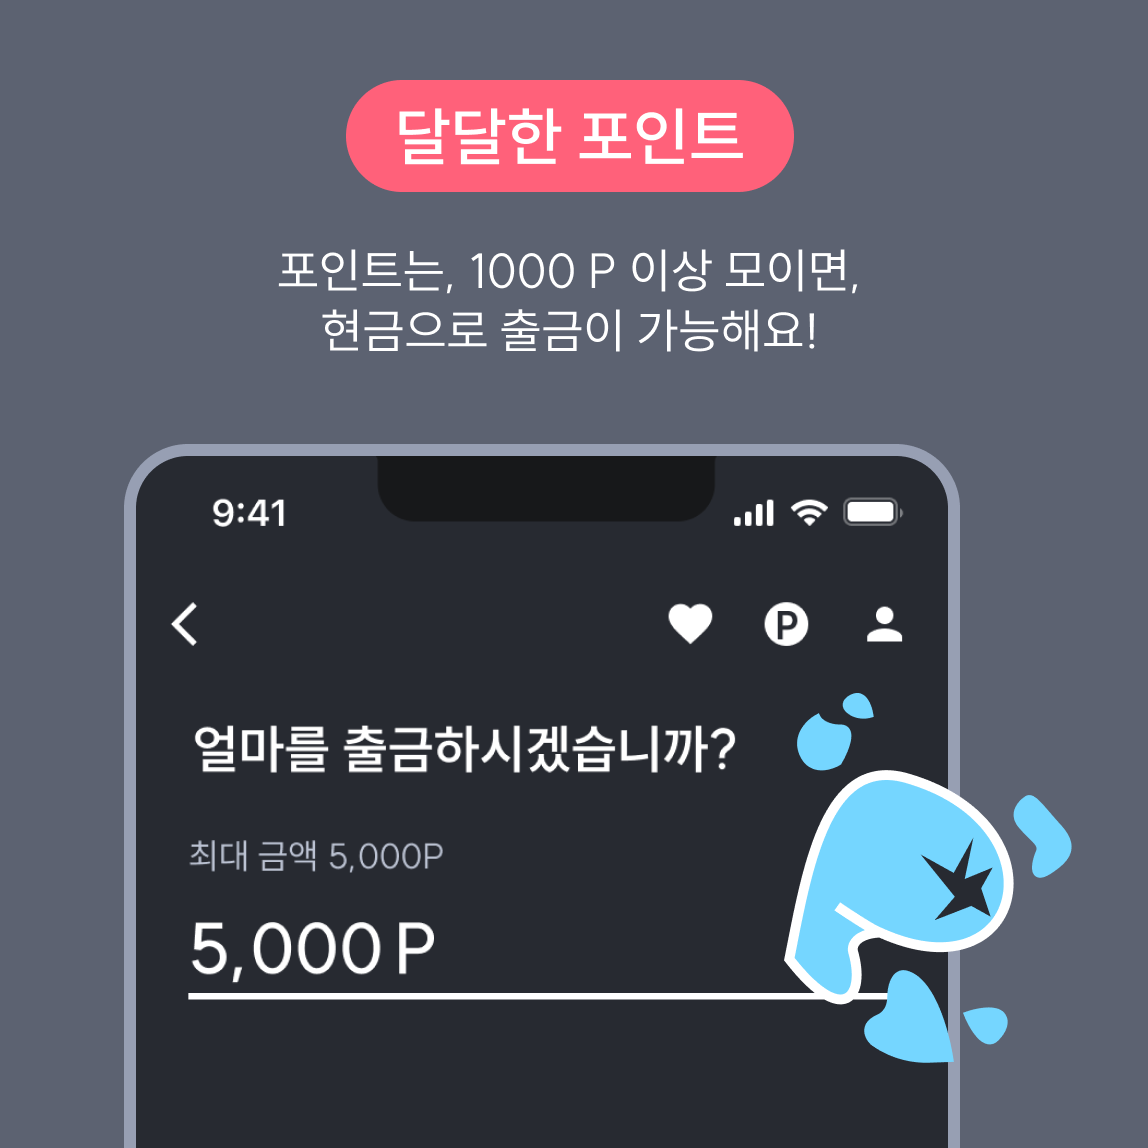 달달한 포인트
포인트는, 1000 P 이상 모이면,
현금으로 출금이 가능해요!
9:41
P
얼마를 출금하시겠습니까?
최대 금액 5,000P
5,000 P